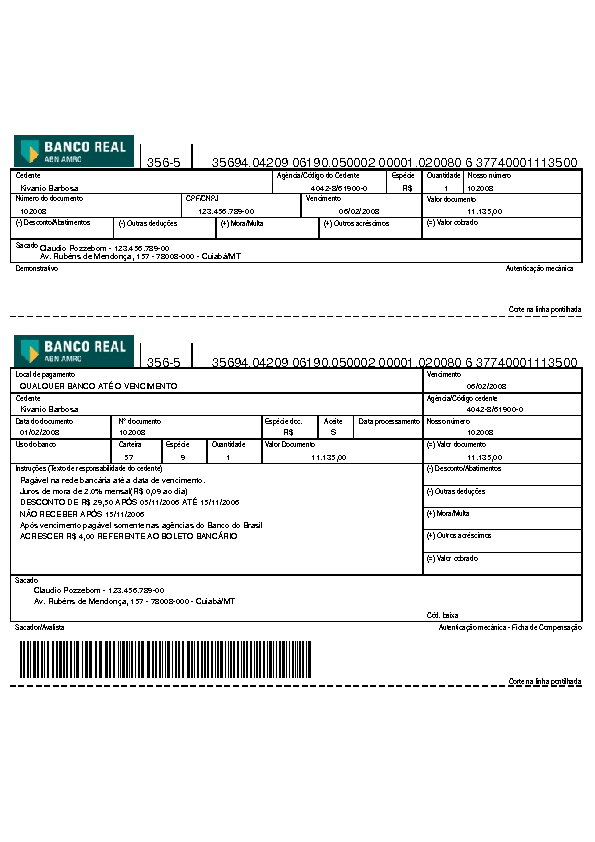 BANCO REAL
ABN AMRO
356-5 35694.04209 06190.050002 00001.020080 6 37740001113500
Cedente Agência/Código do Cedente Espécie Quantidade Nosso número
Kivanio Barbosa 4042-8/61900-0 R$ 1 102008
Número do documento CPF/CNPJ Vencimento Valor documento
102008 123.456.789-00 06/02/2008 11.135,00
(-) Desconto/Abatimentos (-) Outras deduções (+) Mora/Multa (+) Outros acréscimos (=) Valor cobrado
Sacado Claudio Pozzebom - 123.456.789-00
Av. Rubéns de Mendonça, 157 - 78008-000 - Cuiabá/MT
Demonstrativo Autenticação mecânica
Corte na linha pontilhada
BANCO REAL
ABN AMRO
356-5 35694.04209 06190.050002 00001.020080 6 37740001113500
Local de pagamento Vencimento
QUALQUER BANCO ATÉ O VENCIMENTO 06/02/2008
Cedente Agência/Código cedente
Kivanio Barbosa 4042-8/61900-0
Data do documento Nº documento Espécie doc. Aceite Data processamento Nosso número
01/02/2008 102008 R$ S 102008
Uso do banco Carteira Espécie Quantidade Valor Documento (=) Valor documento
57 9 1 11.135,00 11.135,00
Instruções (Texto de responsabilidade do cedente) (-) Desconto/Abatimentos
Pagável na rede bancária até a data de vencimento.
Juros de mora de 2.0% mensal(R$ 0,09 ao dia) (-) Outras deduções
DESCONTO DE R$ 29,50 APÓS 05/11/2006 ATÉ 15/11/2006
NÃO RECEBER APÓS 15/11/2006 (+) Mora/Multa
Após vencimento pagável somente nas agências do Banco do Brasil
ACRESCER R$ 4,00 REFERENTE AO BOLETO BANCÁRIO (+) Outros acréscimos
(=) Valor cobrado
Sacado
Claudio Pozzebom - 123.456.789-00
Av. Rubéns de Mendonça, 157 - 78008-000 - Cuiabá/MT
Cód. baixa
Sacador/Avalista Autenticação mecânica - Ficha de Compensação
Corte na linha pontilhada